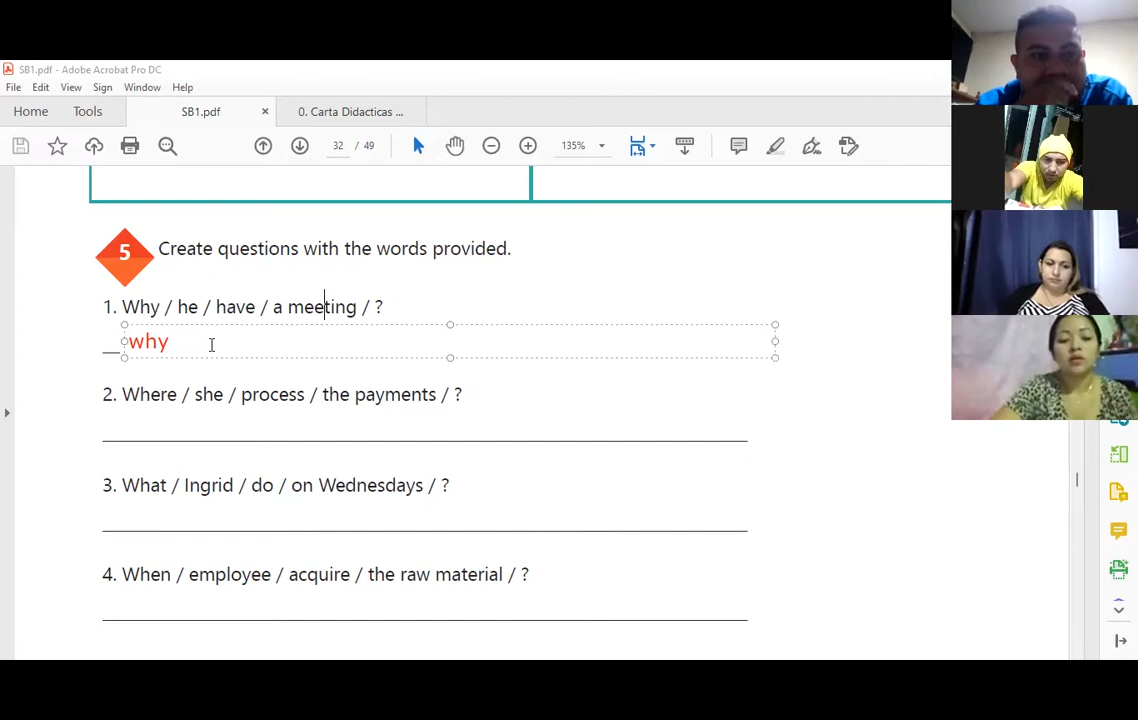 SB1.pdf - Adobe Acrobat Pro DC
File Edit View Sign Window Help
Home Tools SB1.pdf × 0. Carta Didacticas ...
32 / 49 135%
5 Create questions with the words provided.
1. Why / he / have / a meeting / ?
why
2. Where / she / process / the payments / ?
3. What / Ingrid / do / on Wednesdays / ?
4. When / employee / acquire / the raw material / ?